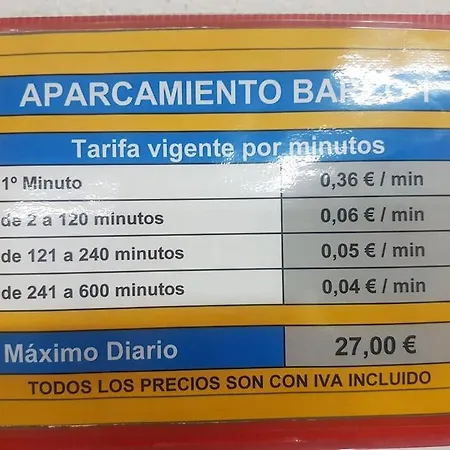 APARCAMIENTO
Tarifa vigente por minutos
1º Minuto 0,36 € / min
de 2 a 120 minutos 0,06 € / min
de 121 a 240 minutos 0,05 € / min
de 241 a 600 minutos 0,04 € / min
Máximo Diario 27,00 €
TODOS LOS PRECIOS SON CON IVA INCLUIDO